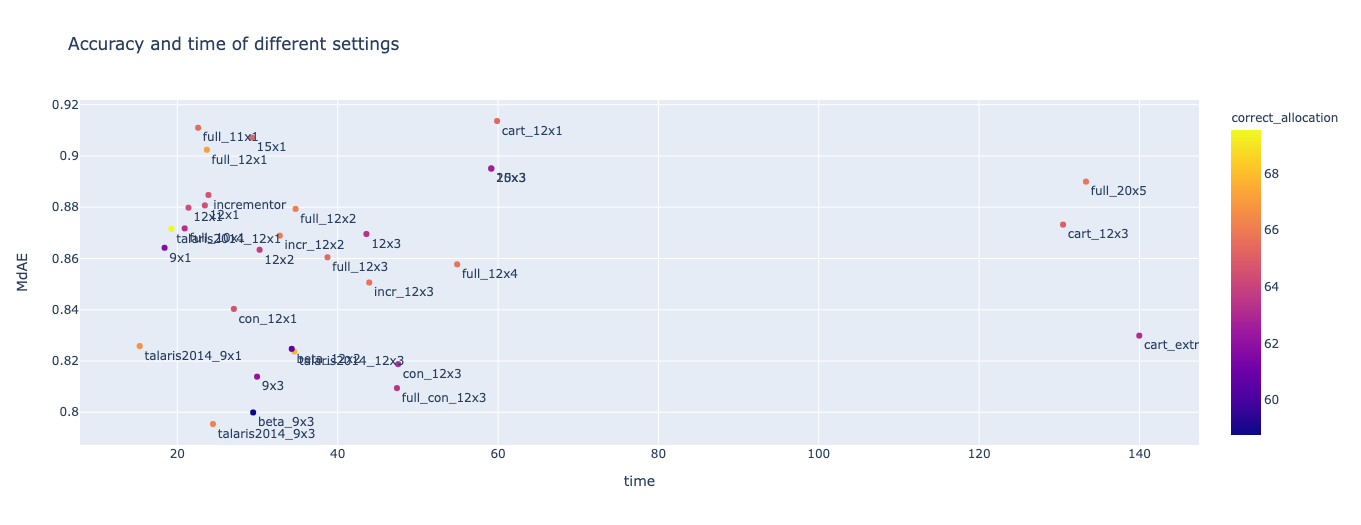 Accuracy and time of different settings
correct_allocation
0.92
0.9
0.88
0.86
0.84
0.82
0.8
MdAE
full_11x1
15x1
full_12x1
cart_12x1
incrementor
12x1
12x1
full_12x2
full_20x5
talaris2014_12x1
incr_12x2
12x3
cart_12x3
9x1
12x2
full_12x3
full_12x4
incr_12x3
con_12x1
talaris2014_9x1
beta_12x2
talaris2014_12x3
con_12x3
cart_extr
9x3
full_con_12x3
beta_9x3
talaris2014_9x3
68
66
64
62
60
20
40
60
80
100
120
140
time